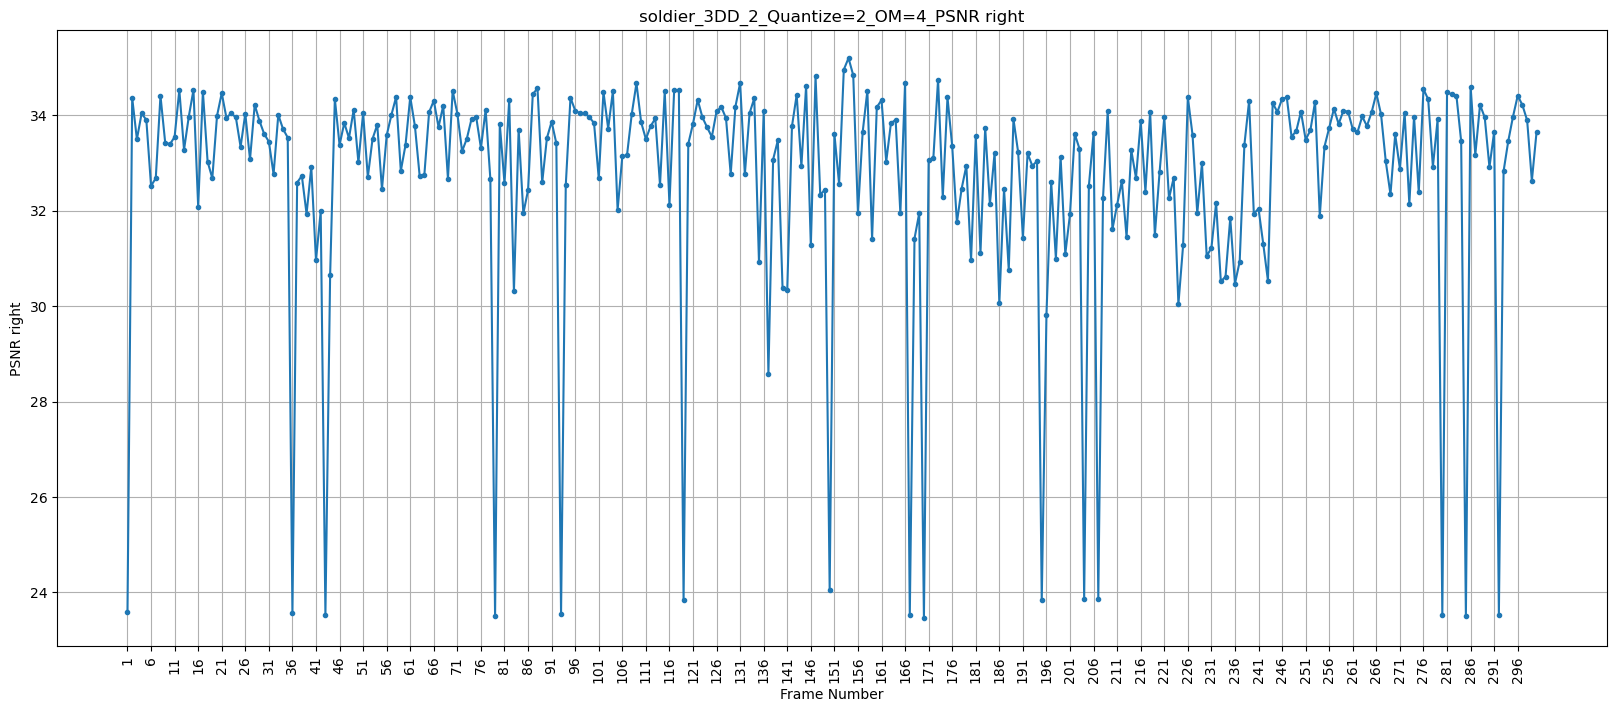 soldier_3DD_2_Quantize=2_OM=4_PSNR right
PSNR right
34
32
30
28
26
24
1 6 11 16 21 26 31 36 41 46 51 56 61 66 71 76 81 86 91 96 101 106 111 116 121 126 131 136 141 146 151 156 161 166 171 176 181 186 191 196 201 206 211 216 221 226 231 236 241 246 251 256 261 266 271 276 281 286 291 296
Frame Number